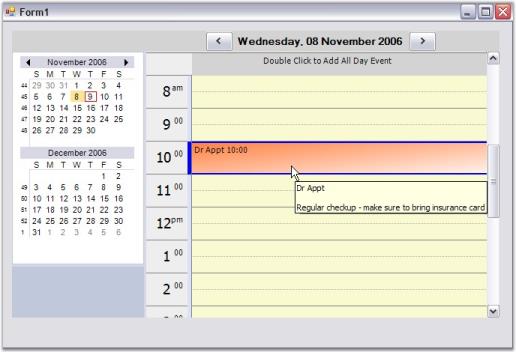 Form1
< Wednesday, 08 November 2006 >
Double Click to Add All Day Event
November 2006
S M T W T F S
44 29 30 31 1 2 3 4
45 5 6 7 8 9 10 11
46 12 13 14 15 16 17 18
47 19 20 21 22 23 24 25
48 26 27 28 29 30
December 2006
S M T W T F S
1 2
49 3 4 5 6 7 8 9
50 10 11 12 13 14 15 16
51 17 18 19 20 21 22 23
52 24 25 26 27 28 29 30
1 31 1 2 3 4 5 6
8 am
9 00
10 00
Dr Appt 10:00
Dr Appt
Regular checkup - make sure to bring insurance card
11 00
12 pm
1 00
2 00